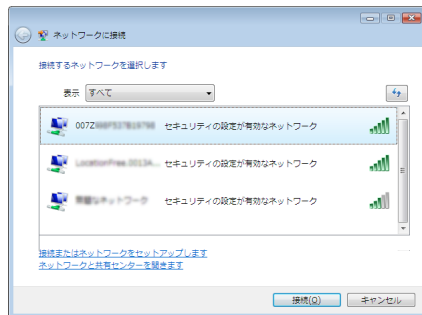 ネットワークに接続
接続するネットワークを選択します
表示 すべて
007Z セキュリティの設定が有効なネットワーク
LocationFree.0013A... セキュリティの設定が有効なネットワーク
セキュリティの設定が有効なネットワーク
接続またはネットワークをセットアップします
ネットワークと共有センターを開きます
接続(O) キャンセル